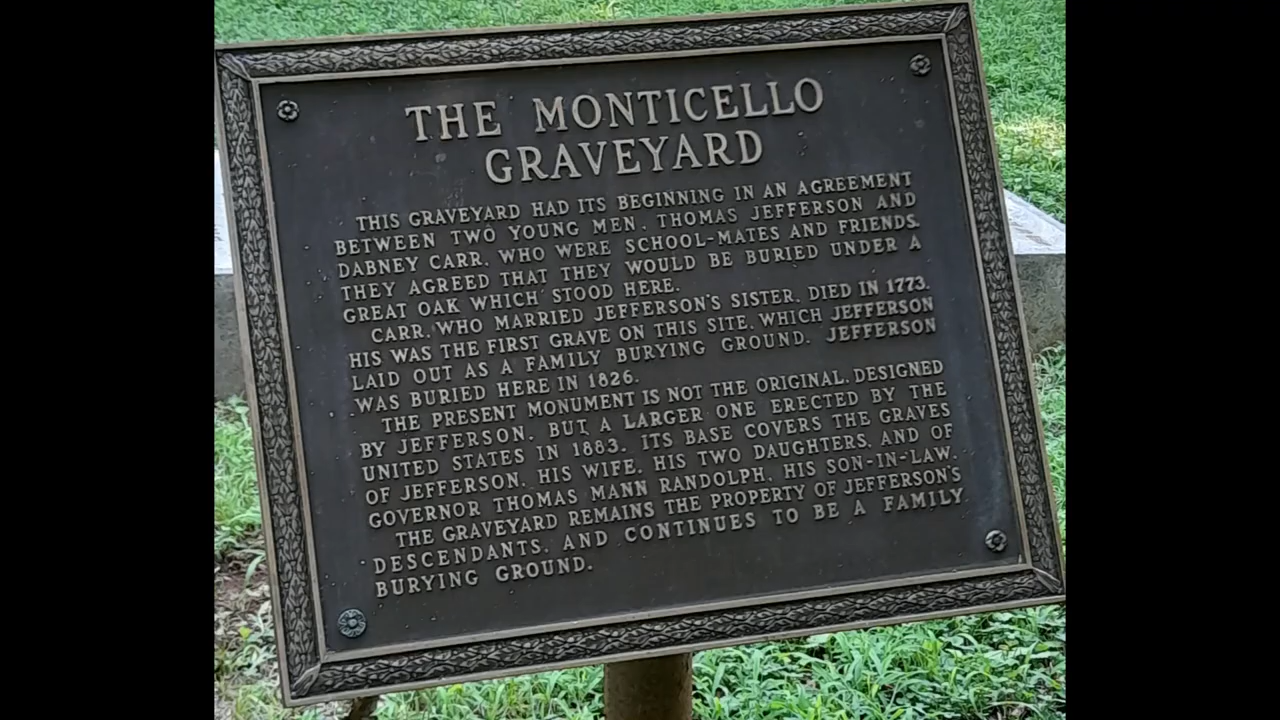 THE MONTICELLO
GRAVEYARD
THIS GRAVEYARD HAD ITS BEGINNING IN AN AGREEMENT
BETWEEN TWO YOUNG MEN, THOMAS JEFFERSON AND
DABNEY CARR, WHO WERE SCHOOL-MATES AND FRIENDS.
THEY AGREED THAT THEY WOULD BE BURIED UNDER A
GREAT OAK WHICH STOOD HERE.
CARR, WHO MARRIED JEFFERSON'S SISTER, DIED IN 1773.
HIS WAS THE FIRST GRAVE ON THIS SITE, WHICH JEFFERSON
LAID OUT AS A FAMILY BURYING GROUND. JEFFERSON
WAS BURIED HERE IN 1826.
THE PRESENT MONUMENT IS NOT THE ORIGINAL, DESIGNED
BY JEFFERSON, BUT A LARGER ONE ERECTED BY THE
UNITED STATES IN 1883. ITS BASE COVERS THE GRAVES
OF JEFFERSON, HIS WIFE, HIS TWO DAUGHTERS, AND OF
GOVERNOR THOMAS MANN RANDOLPH, HIS SON-IN-LAW.
THE GRAVEYARD REMAINS THE PROPERTY OF JEFFERSON'S
DESCENDANTS, AND CONTINUES TO BE A FAMILY
BURYING GROUND.